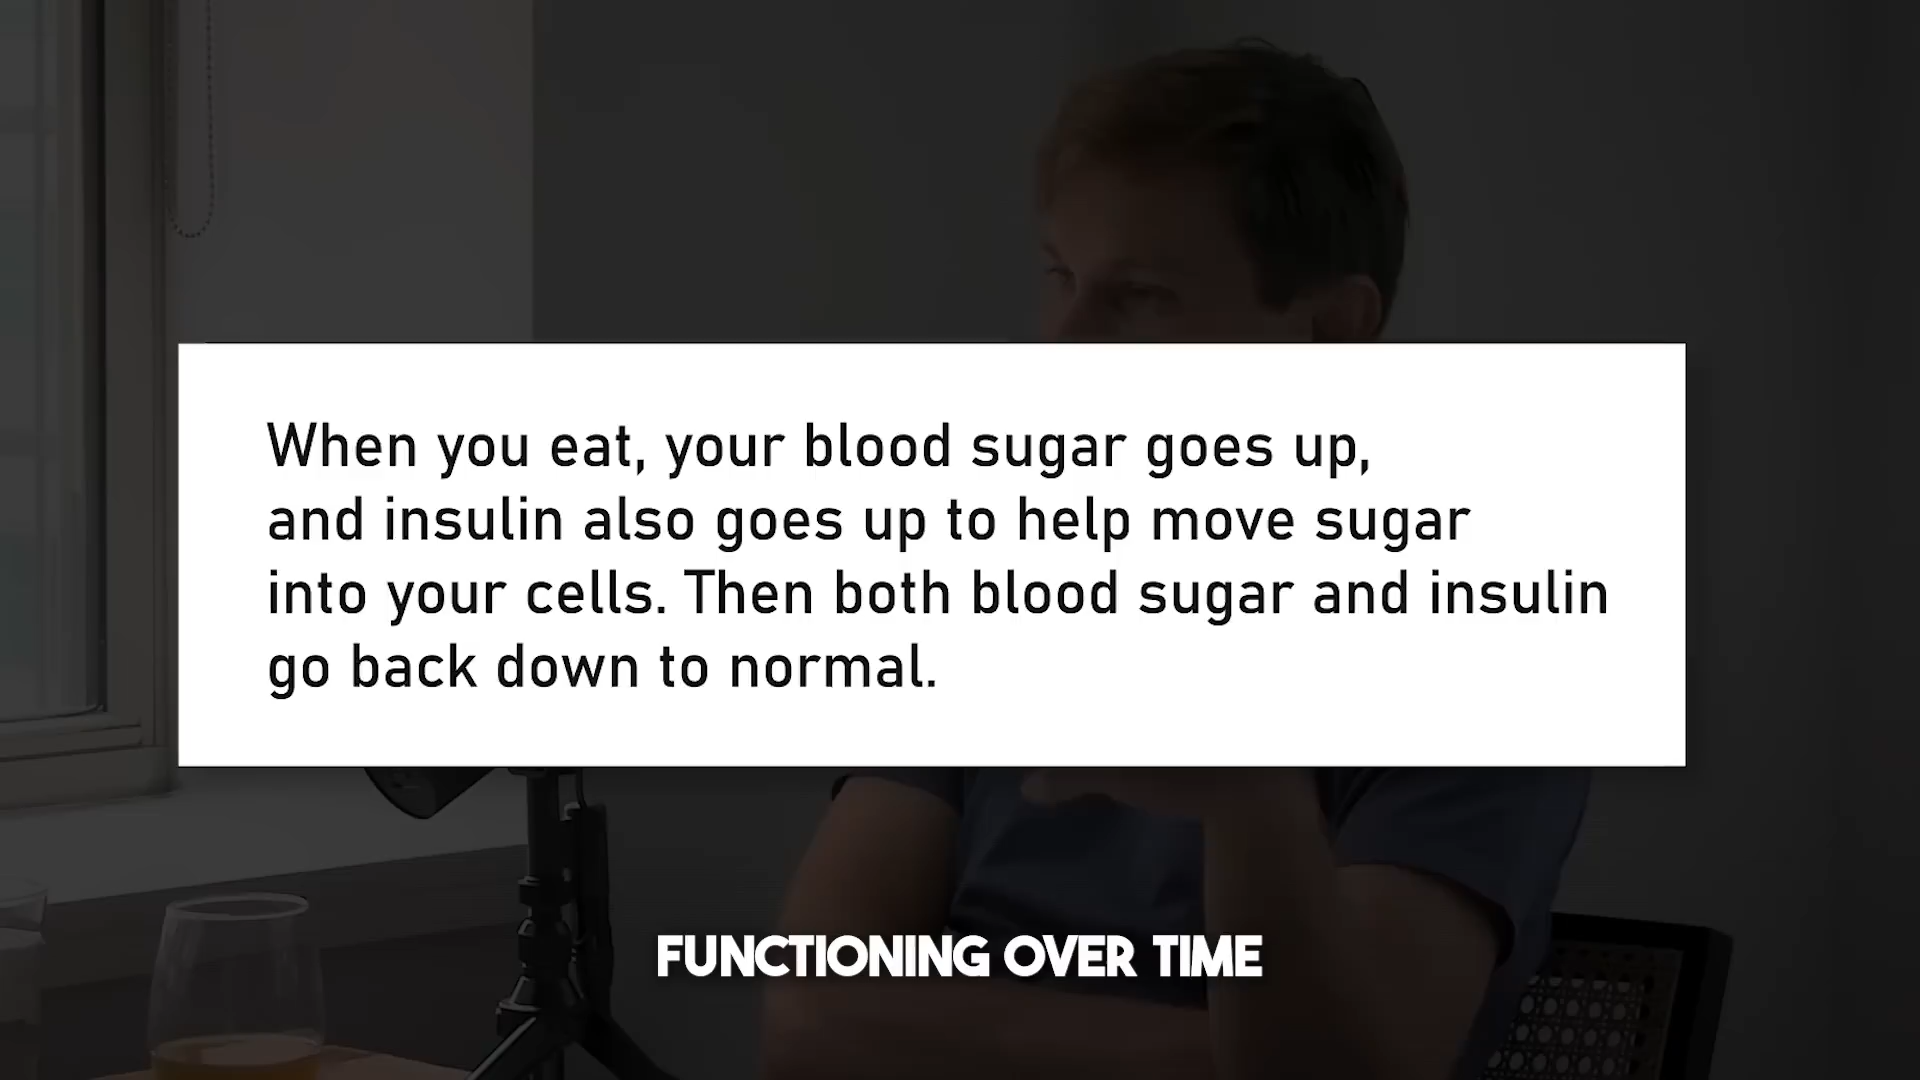 When you eat, your blood sugar goes up,
and insulin also goes up to help move sugar
into your cells. Then both blood sugar and insulin
go back down to normal.
FUNCTIONING OVER TIME